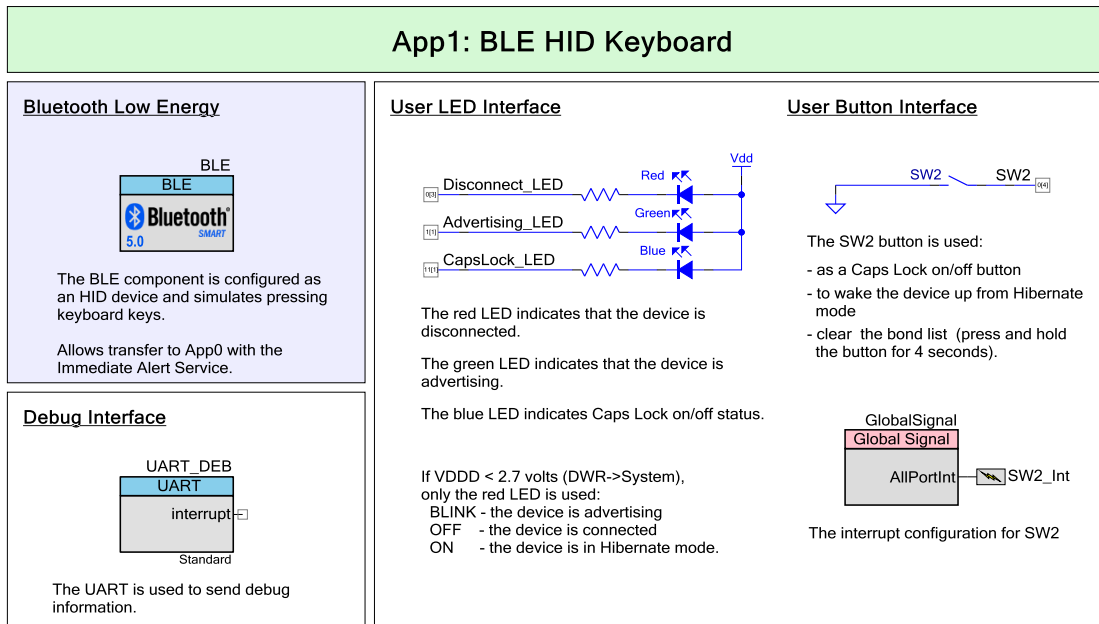 App1: BLE HID Keyboard
Bluetooth Low Energy
BLE
BLE
Bluetooth®
SMART
5.0
The BLE component is configured as
an HID device and simulates pressing
keyboard keys.
Allows transfer to App0 with the
Immediate Alert Service.
Debug Interface
UART_DEB
UART
interrupt
Standard
The UART is used to send debug
information.
User LED Interface
Vdd
Red
0[3]
Disconnect_LED
Green
1[1]
Advertising_LED
Blue
11[1]
CapsLock_LED
The red LED indicates that the device is
disconnected.
The green LED indicates that the device is
advertising.
The blue LED indicates Caps Lock on/off status.
If VDDD < 2.7 volts (DWR->System),
only the red LED is used:
BLINK - the device is advertising
OFF - the device is connected
ON - the device is in Hibernate mode.
User Button Interface
SW2 SW2 0[4]
The SW2 button is used:
- as a Caps Lock on/off button
- to wake the device up from Hibernate
mode
- clear the bond list (press and hold
the button for 4 seconds).
GlobalSignal
Global Signal
AllPortInt SW2_Int
The interrupt configuration for SW2